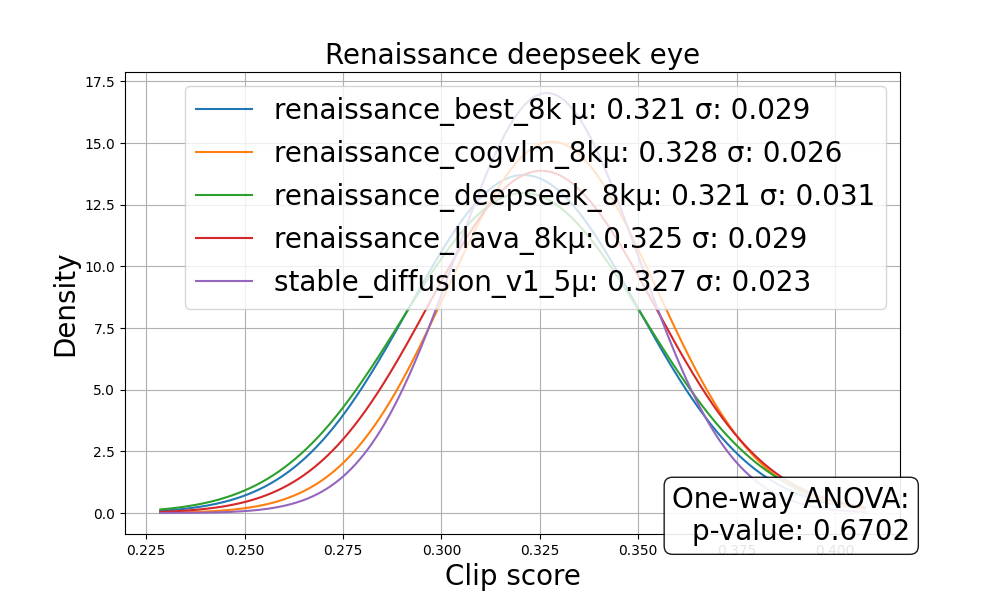 Renaissance deepseek eye
17.5
15.0
12.5
10.0
7.5
5.0
2.5
0.0
Density
renaissance_best_8k μ: 0.321 σ: 0.029
renaissance_cogvlm_8kμ: 0.328 σ: 0.026
renaissance_deepseek_8kμ: 0.321 σ: 0.031
renaissance_llava_8kμ: 0.325 σ: 0.029
stable_diffusion_v1_5μ: 0.327 σ: 0.023
One-way ANOVA:
p-value: 0.6702
0.225 0.250 0.275 0.300 0.325 0.350 0.375 0.400
Clip score